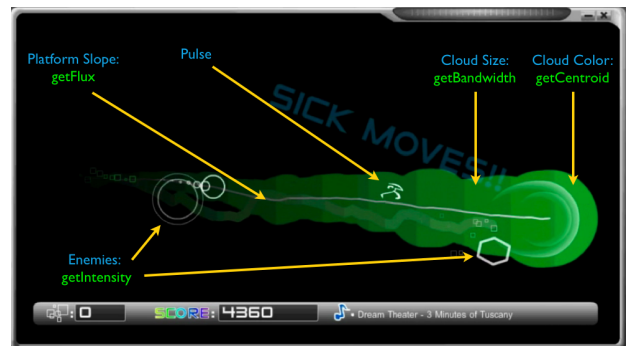 Platform Slope:
getFlux
Pulse
Cloud Size:
getBandwidth
Cloud Color:
getCentroid
SICK MOVES!!
Enemies:
getIntensity
: 0
SCORE: 4360
Dream Theater - 3 Minutes of Tuscany